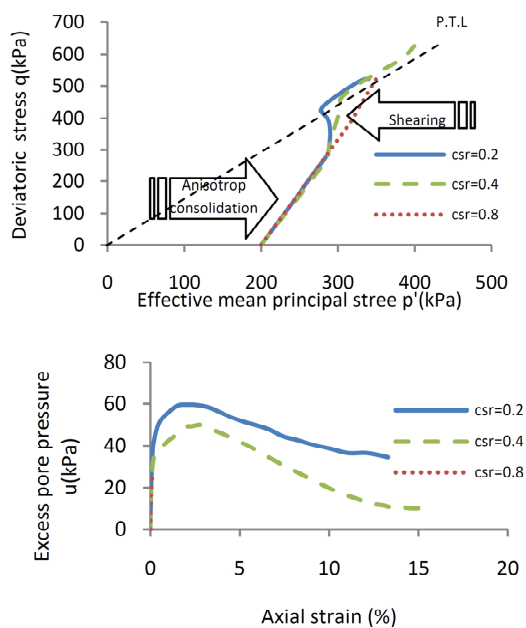 P.T.L
Deviatoric stress q(kPa)
700
600
500
400
300
200
100
0
Shearing
Anisotrop
consolidation
csr=0.2
csr=0.4
csr=0.8
0 100 200 300 400 500
Effective mean principal stree p'(kPa)
Excess pore pressure
u(kPa)
80
60
40
20
0
csr=0.2
csr=0.4
csr=0.8
0 5 10 15 20
Axial strain (%)